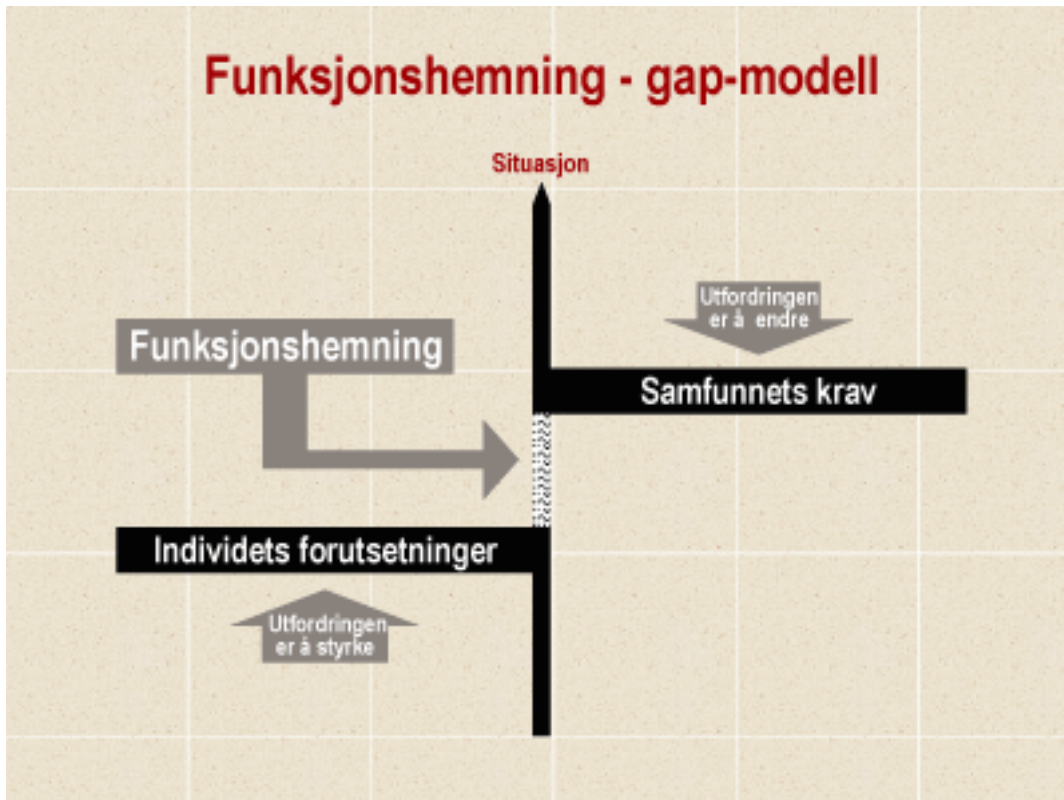 Funksjonshemning - gap-modell
Situasjon
Utfordringen
er å endre
Funksjonshemning
Samfunnets krav
Individets forutsetninger
Utfordringen
er å styrke